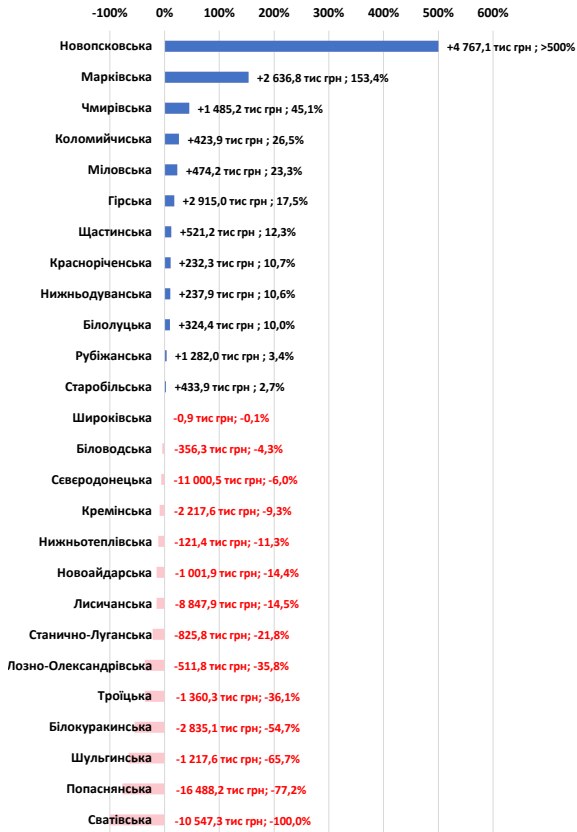 -100% 0% 100% 200% 300% 400% 500% 600%
Новопсковська +4 767,1 тис грн ; >500%
Марківська +2 636,8 тис грн ; 153,4%
Чмирівська +1 485,2 тис грн ; 45,1%
Коломийчиська +423,9 тис грн ; 26,5%
Міловська +474,2 тис грн ; 23,3%
Гірська +2 915,0 тис грн ; 17,5%
Щастинська +521,2 тис грн ; 12,3%
Красноріченська +232,3 тис грн ; 10,7%
Нижньодуванська +237,9 тис грн ; 10,6%
Білолуцька +324,4 тис грн ; 10,0%
Рубіжанська +1 282,0 тис грн ; 3,4%
Старобільська +433,9 тис грн ; 2,7%
Широківська -0,9 тис грн; -0,1%
Біловодська -356,3 тис грн; -4,3%
Сєвєродонецька -11 000,5 тис грн; -6,0%
Кремінська -2 217,6 тис грн; -9,3%
Нижньотеплівська -121,4 тис грн; -11,3%
Новоайдарська -1 001,9 тис грн; -14,4%
Лисичанська -8 847,9 тис грн; -14,5%
Станично-Луганська -825,8 тис грн; -21,8%
Лозно-Олександрівська -511,8 тис грн; -35,8%
Троїцька -1 360,3 тис грн; -36,1%
Білокуракинська -2 835,1 тис грн; -54,7%
Шульгинська -1 217,6 тис грн; -65,7%
Попаснянська -16 488,2 тис грн; -77,2%
Сватівська -10 547,3 тис грн; -100,0%